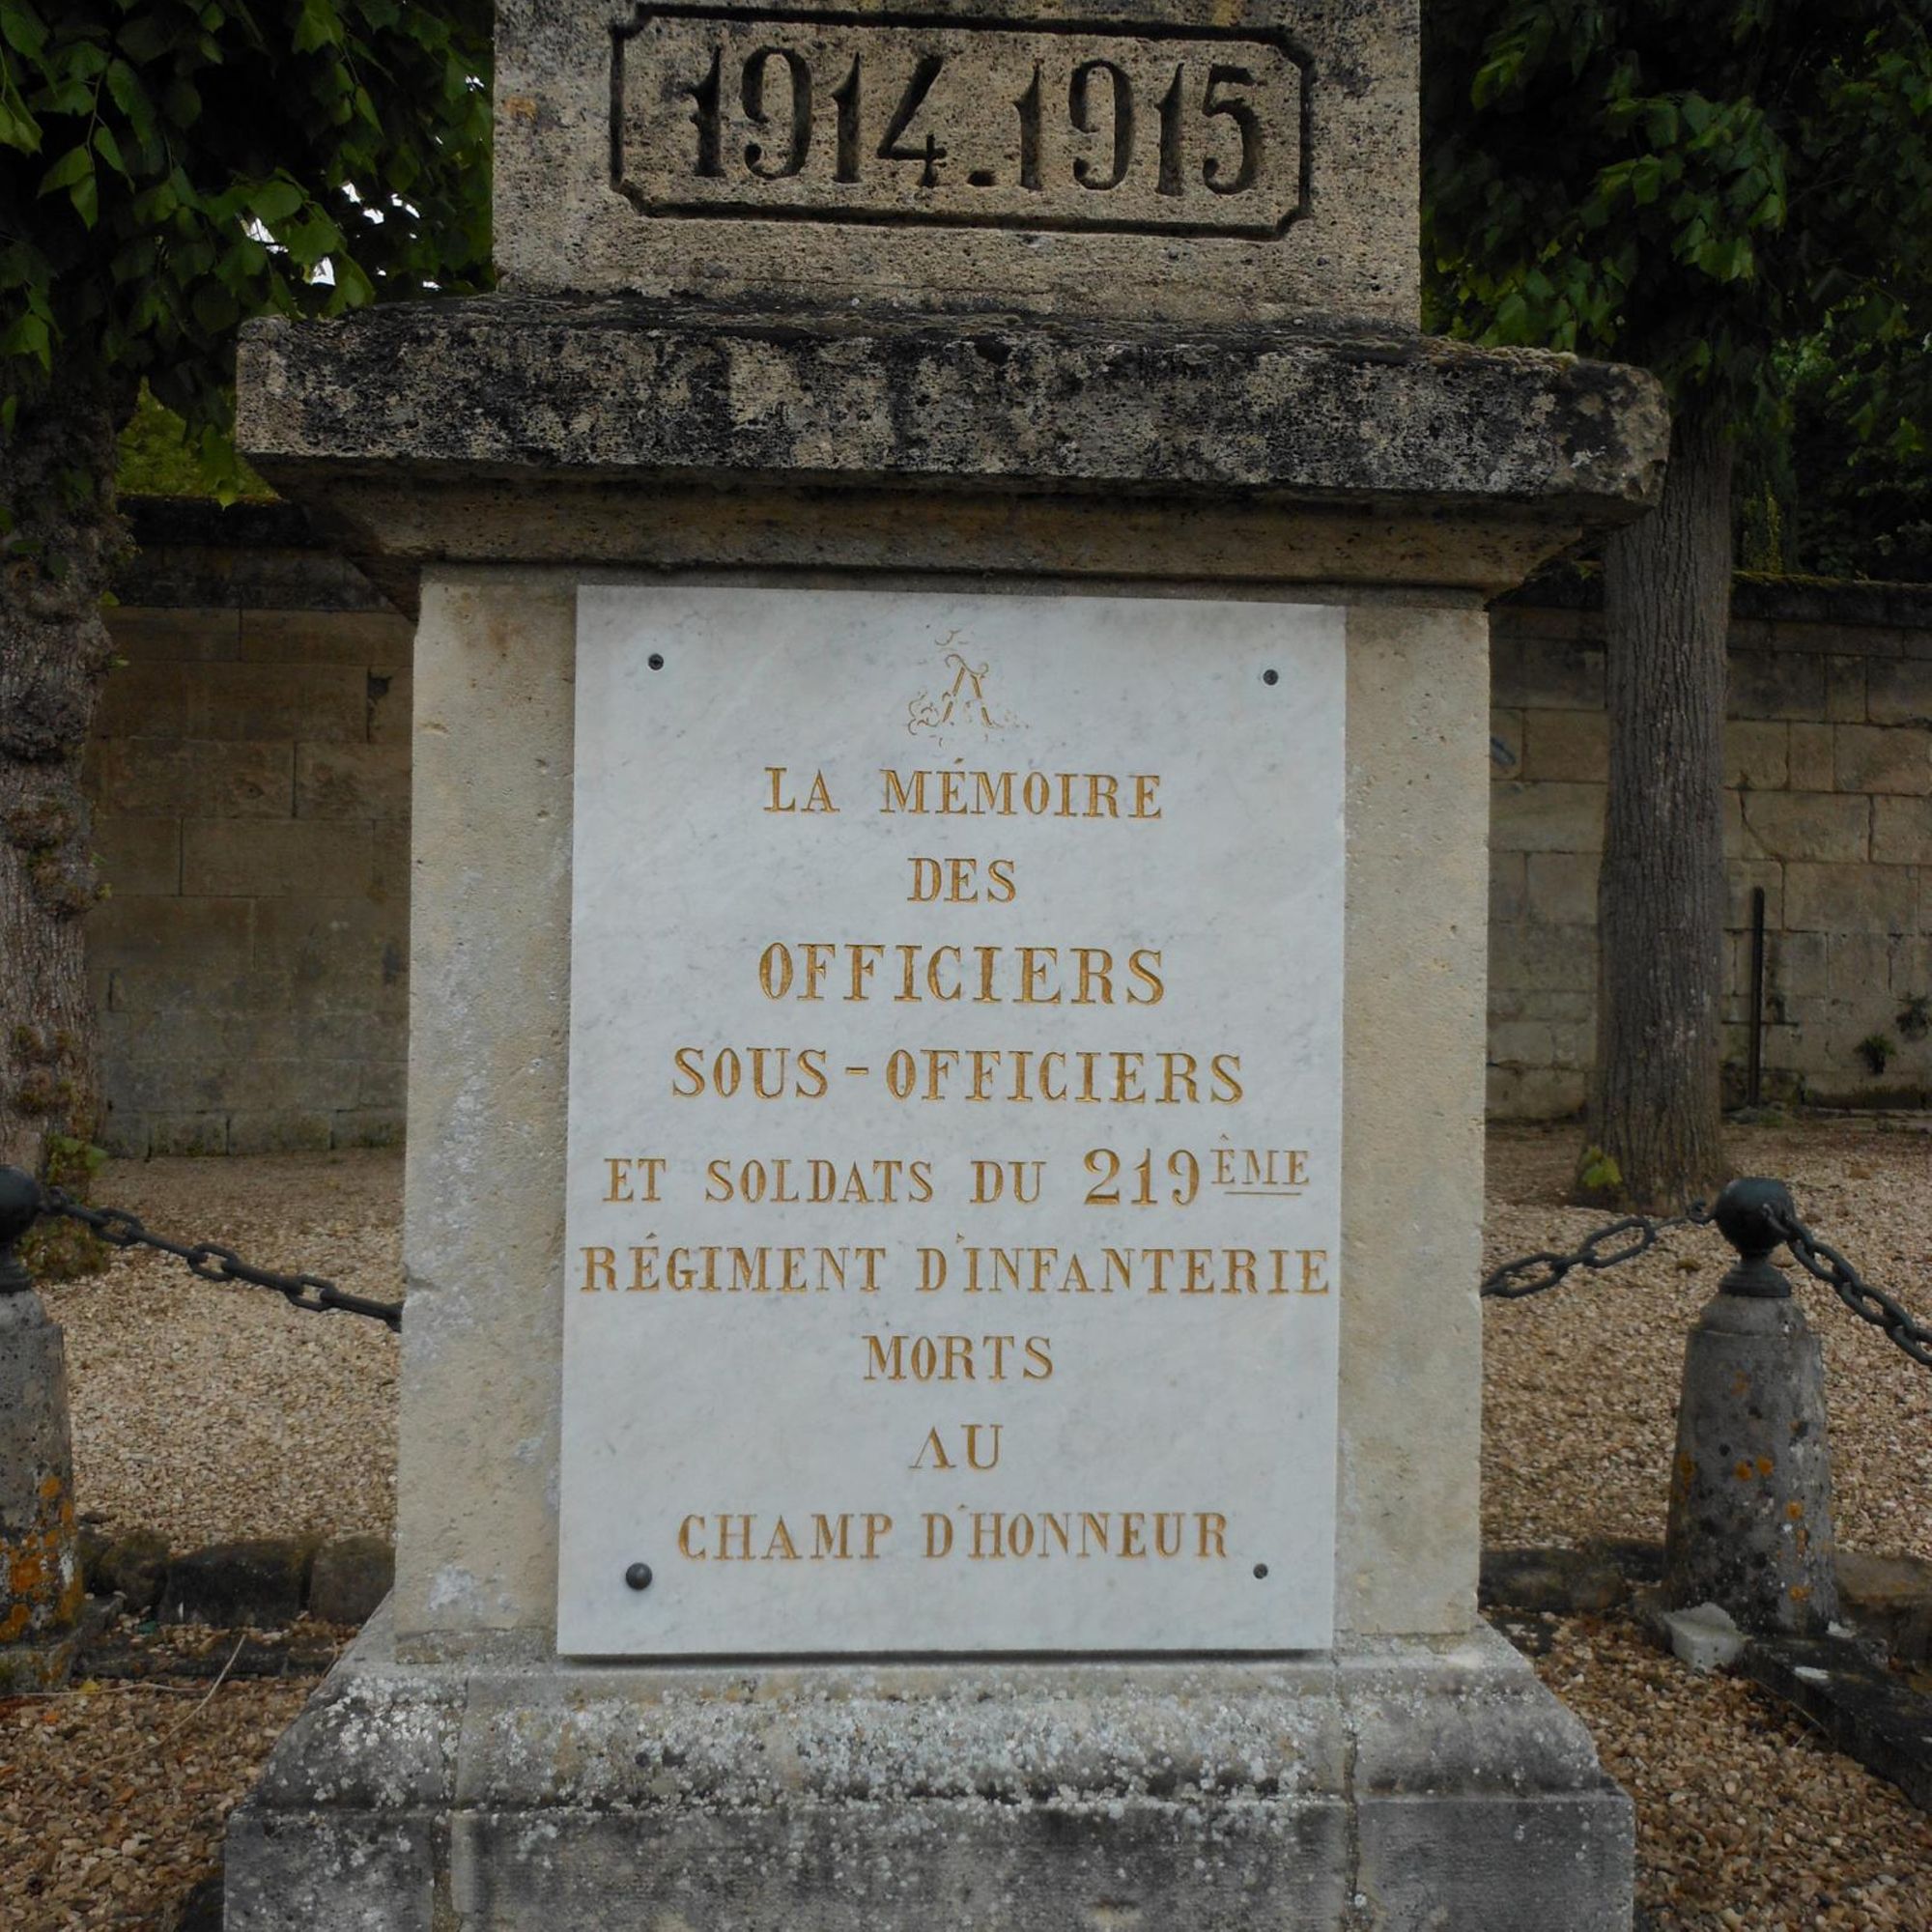 1914.1915
A
LA MÉMOIRE
DES
OFFICIERS
SOUS-OFFICIERS
ET SOLDATS DU 219ÈME
RÉGIMENT D'INFANTERIE
MORTS
AU
CHAMP D'HONNEUR